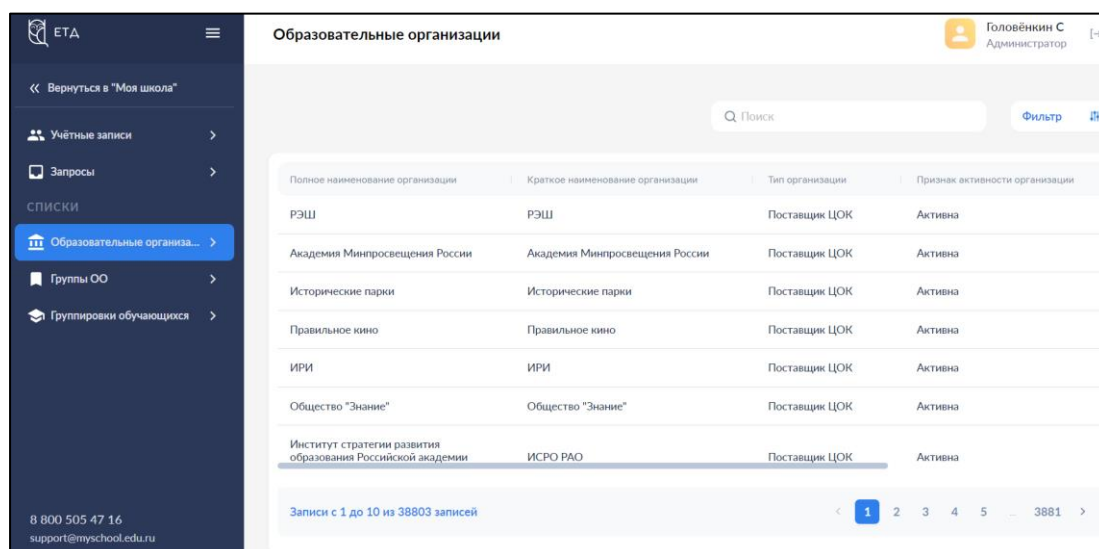 ЕТД
Образовательные организации
Головёнкин С
Администратор
Вернуться в "Моя школа"
Поиск
Фильтр
Учётные записи
Запросы
СПИСКИ
Образовательные организа...
Группы ОО
Группировки обучающихся
Полное наименование организации Краткое наименование организации Тип организации Признак активности организации
РЭШ РЭШ Поставщик ЦОК Активна
Академия Минпросвещения России Академия Минпросвещения России Поставщик ЦОК Активна
Исторические парки Исторические парки Поставщик ЦОК Активна
Правильное кино Правильное кино Поставщик ЦОК Активна
ИРИ ИРИ Поставщик ЦОК Активна
Общество "Знание" Общество "Знание" Поставщик ЦОК Активна
Институт стратегии развития
образования Российской академии ИСРО РАО Поставщик ЦОК Активна
Записи с 1 до 10 из 38803 записей
1 2 3 4 5 ... 3881
8 800 505 47 16
support@myschool.edu.ru